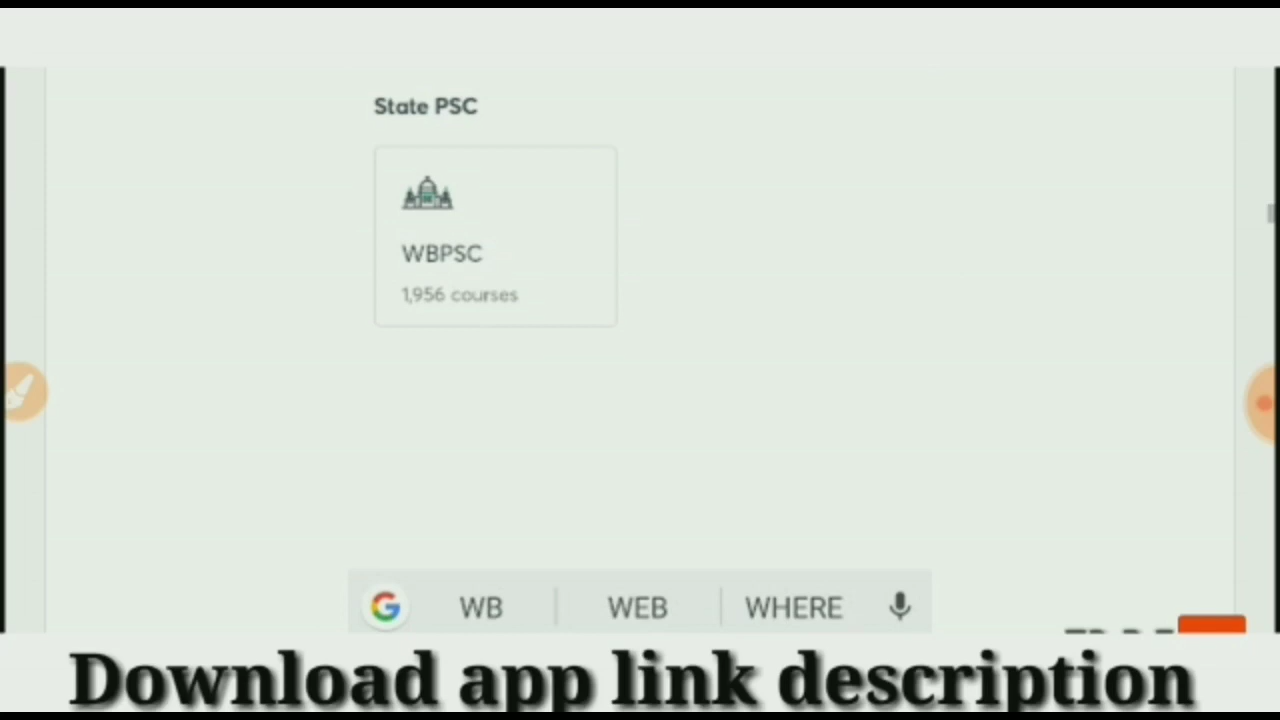 State PSC
WBPSC
1,956 courses
WB WEB WHERE
Download app link description